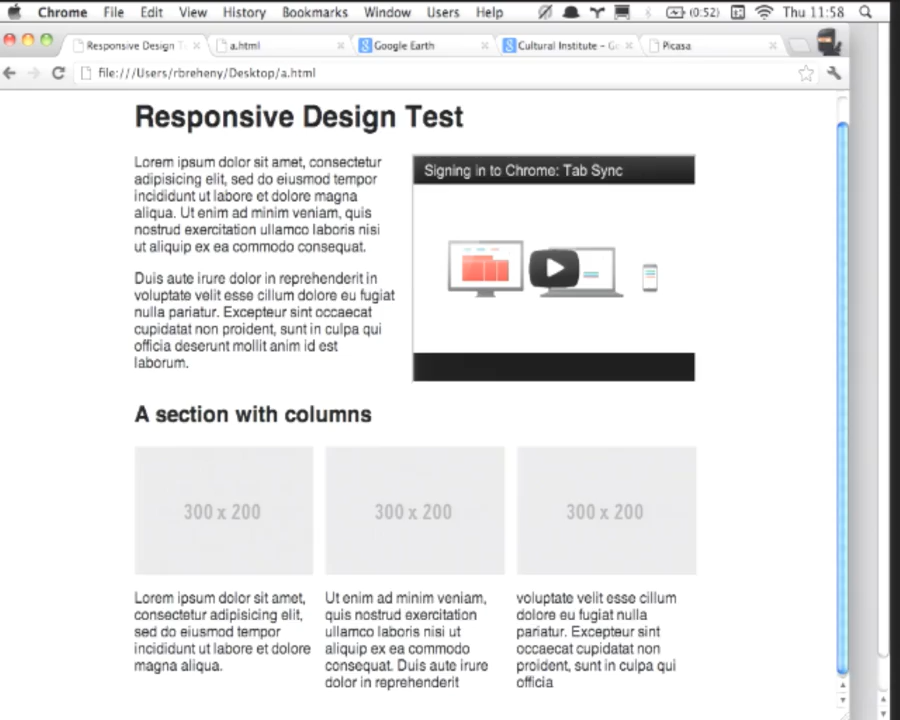 Chrome File Edit View History Bookmarks Window Users Help (0:52) Thu 11:58
Responsive Design T a.html Google Earth Cultural Institute – Go Picasa
file:///Users/rbreheny/Desktop/a.html
Responsive Design Test
Lorem ipsum dolor sit amet, consectetur
adipisicing elit, sed do eiusmod tempor
incididunt ut labore et dolore magna
aliqua. Ut enim ad minim veniam, quis
nostrud exercitation ullamco laboris nisi
ut aliquip ex ea commodo consequat.
Duis aute irure dolor in reprehenderit in
voluptate velit esse cillum dolore eu fugiat
nulla pariatur. Excepteur sint occaecat
cupidatat non proident, sunt in culpa qui
officia deserunt mollit anim id est
laborum.
Signing in to Chrome: Tab Sync
A section with columns
300 x 200
300 x 200
300 x 200
Lorem ipsum dolor sit amet,
consectetur adipisicing elit,
sed do eiusmod tempor
incididunt ut labore et dolore
magna aliqua.
Ut enim ad minim veniam,
quis nostrud exercitation
ullamco laboris nisi ut
aliquip ex ea commodo
consequat. Duis aute irure
dolor in reprehenderit
voluptate velit esse cillum
dolore eu fugiat nulla
pariatur. Excepteur sint
occaecat cupidatat non
proident, sunt in culpa qui
officia